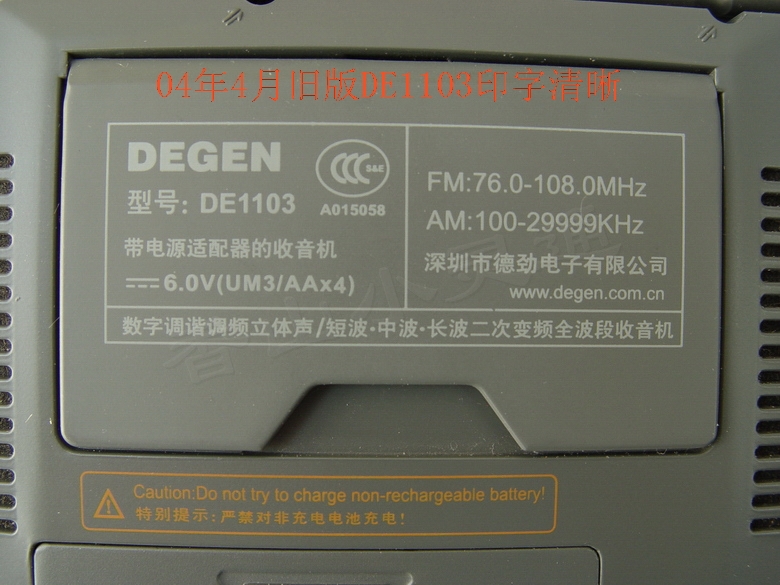 04年4月旧版DE1103印字清晰
DEGEN
型号: DE1103
S&E
A015058
带电源适配器的收音机
6.0V(UM3/AAx4)
FM:76.0-108.0MHz
AM:100-29999KHz
深圳市德劲电子有限公司
www.degen.com.cn
数字调谐调频立体声/短波·中波·长波二次变频全波段收音机
Caution:Do not try to charge non-rechargeable battery!
特别提示:严禁对非充电电池充电!